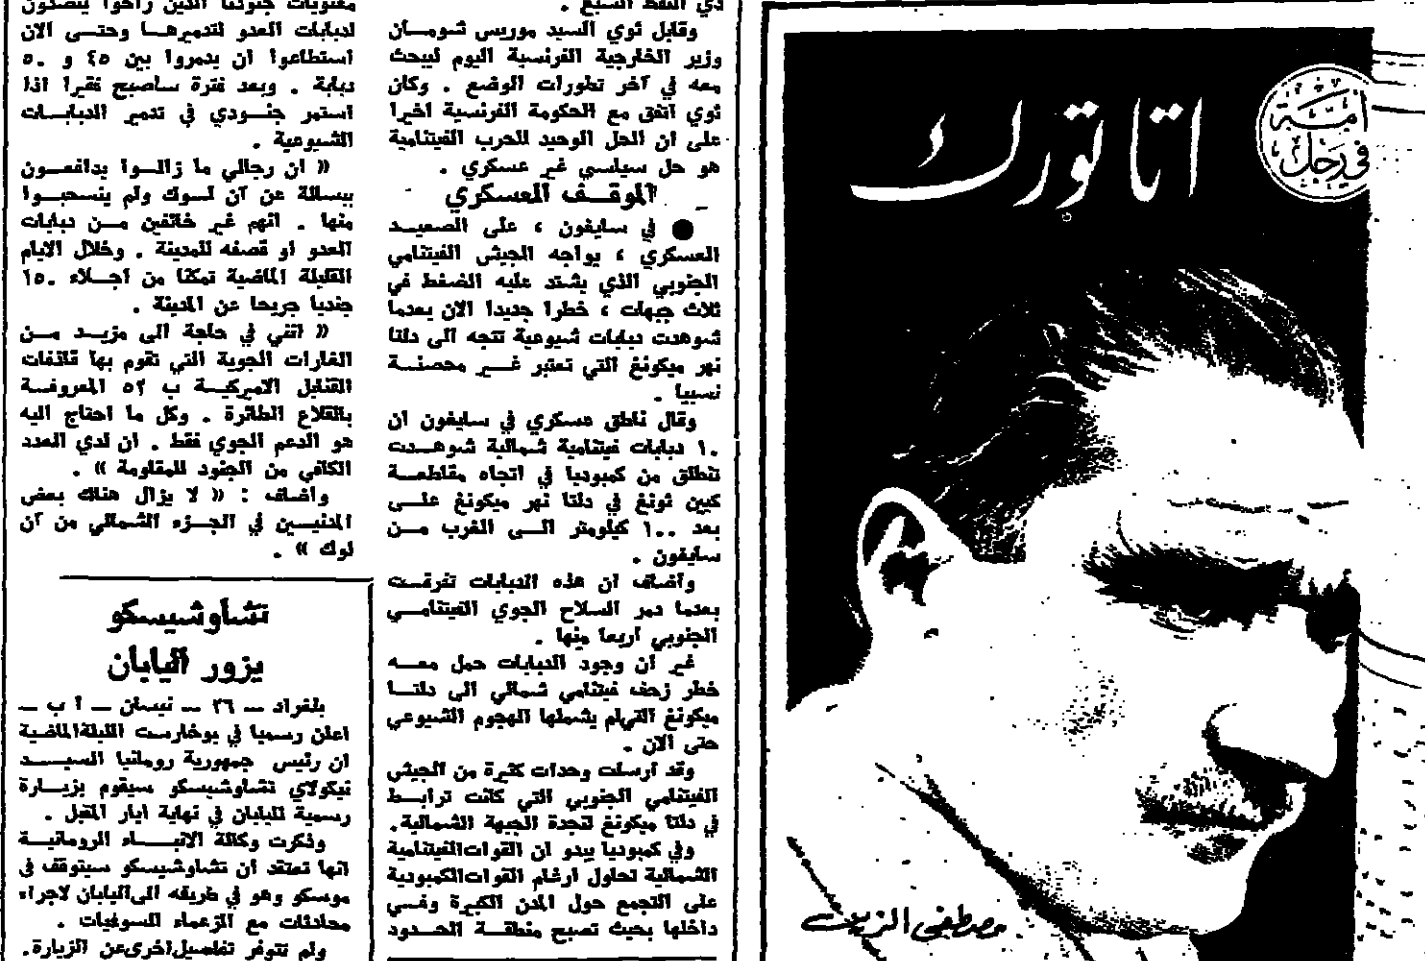 ذي النفط السبع .
وقابل ثوي السيد موريس شومـان
وزير الخارجية الفرنسية اليوم لبحث
معه في آخر تطورات الوضع . وكان
ثوي اتفق مع الحكومة الفرنسية اخيرا
على ان الحل الوحيد للحرب الفيتنامية
هو حل سياسي غير عسكري .
الموقف العسكري
● في سايغون ، على الصعيد
العسكري ، يواجه الجيش الفيتنامي
الجنوبي الذي يشتد عليه الضغط في
ثلاث جبهات ، خطرا جديدا الان بعدما
شوهدت دبابات شيوعية تتجه الى دلتا
نهر ميكونغ التي تعتبر غير محصنة
نسبيا .
وقال ناطق عسكري في سايغون ان
١٠ دبابات فيتنامية شمالية شوهدت
تنطلق من كمبوديا في اتجاه مقاطعة
كيين ثونغ في دلتا نهر ميكونغ على
بعد ١٠٠ كيلومتر الى الغرب من
سايغون .
وأضاف ان هذه الدبابات تفرقت
بعدما دمر السلاح الجوي الفيتنامي
الجنوبي اربعا منها .
غير ان وجود الدبابات حمل معه
خطر زحف فيتنامي شمالي الى دلتا
ميكونغ التي لم يشملها الهجوم الشيوعي
حتى الان .
وقد ارسلت وحدات كثيرة من الجيش
الفيتنامي الجنوبي التي كانت ترابط
في دلتا ميكونغ لنجدة الجبهة الشمالية .
وفي كمبوديا يبدو ان القوات الفيتنامية
الشمالية تحاول ارغام القوات الكمبودية
على التجمع حول المدن الكبيرة وفي
داخلها بحيث تصبح منطقة الحدود
معنويات جنودنا الذين راحوا يتصدون
لدبابات العدو لتدميرها وحتى الان
استطاعوا ان يدمروا بين ٤٥ و ٥٠
دبابة . وبعد فترة سأصبح فقيرا اذا
استمر جنودي في تدمير الدبابات
الشيوعية .
« ان رجالي ما زالوا يدافعون
ببسالة عن آن لوك ولم ينسحبوا
منها . انهم غير خائفين من دبابات
العدو او قصفه للمدينة . وخلال الايام
القليلة الماضية تمكنا من اجلاء ١٥٠
جنديا جريحا عن المدينة .
« انني في حاجة الى مزيد من
الغارات الجوية التي تقوم بها قاذفات
القنابل الاميركية ب ٥٢ المعروفة
بالقلاع الطائرة . وكل ما احتاج اليه
هو الدعم الجوي فقط . ان لدي العدد
الكافي من الجنود للمقاومة » .
وأضاف : « لا يزال هناك بعض
المدنيين في الجزء الشمالي من آن
لوك » .
تشاوشيسكو
يزور اليابان
بلغراد – ٢٦ – نيسان – أ ب –
اعلن رسميا في بوخارست الليلة الماضية
ان رئيس جمهورية رومانيا السيد
نيكولاي تشاوشيسكو سيقوم بزيارة
رسمية لليابان في نهاية ايار المقبل .
وذكرت وكالة الانباء الرومانية
انها تعتقد ان تشاوشيسكو سيتوقف في
موسكو وهو في طريقه الى اليابان لاجراء
محادثات مع الزعماء السوفيات .
ولم تتوفر تفاصيل اخرى عن الزيارة .
أمة
في رجل
اتاتورك
مصطفى الزين